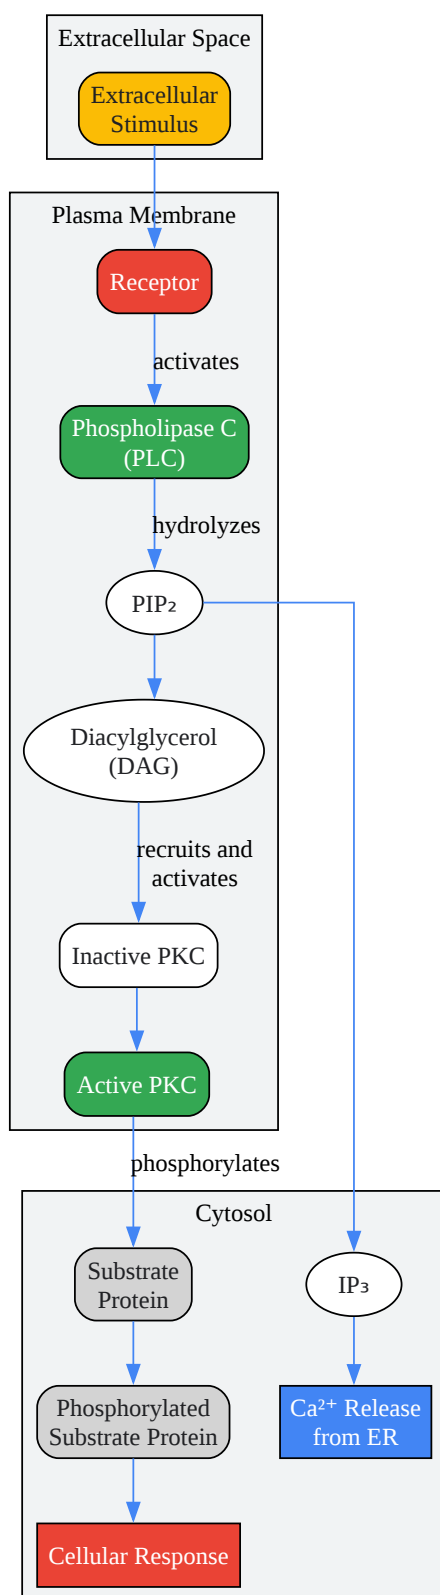 Extracellular Space
Extracellular
Stimulus
Plasma Membrane
Receptor
activates
Phospholipase C
(PLC)
hydrolyzes
PIP₂
Diacylglycerol
(DAG)
recruits and
activates
Inactive PKC
Active PKC
phosphorylates
Cytosol
Substrate
Protein
IP₃
Phosphorylated
Substrate Protein
Ca²⁺ Release
from ER
Cellular Response